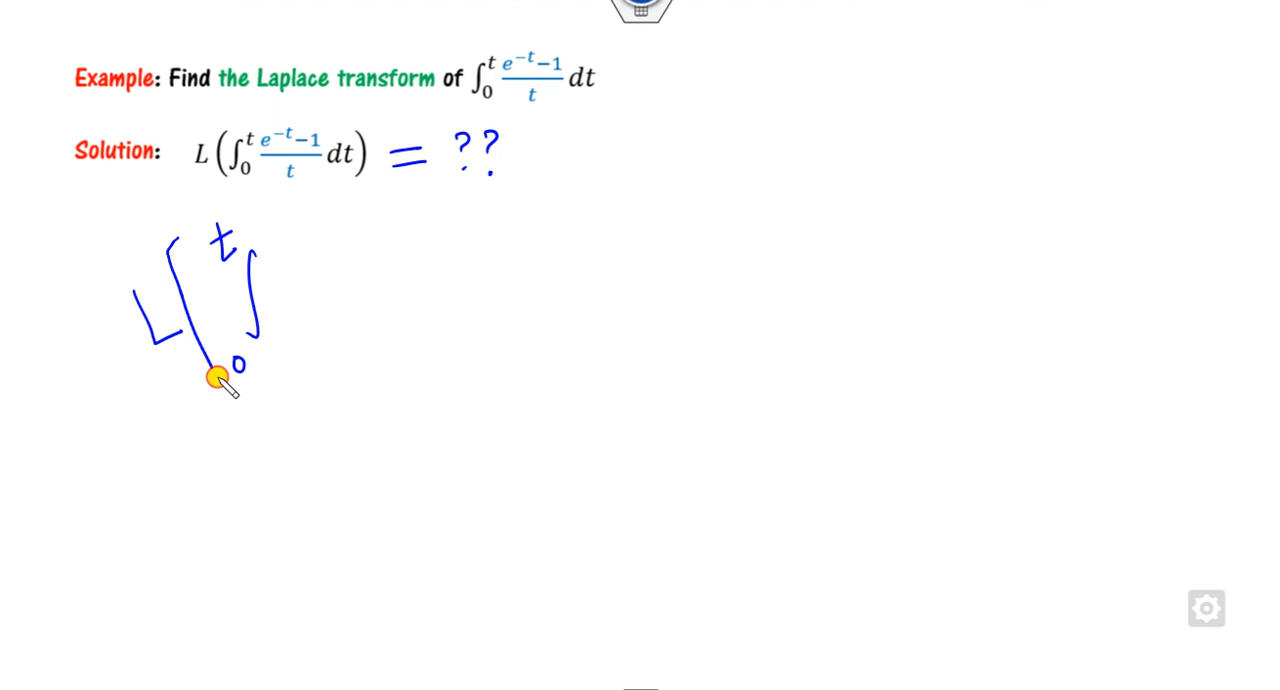 Example: Find the Laplace transform of ∫₀ᵗ (e^{-t}-1)/t dt
Solution: L(∫₀ᵗ (e^{-t}-1)/t dt) = ??
L[∫₀ᵗ